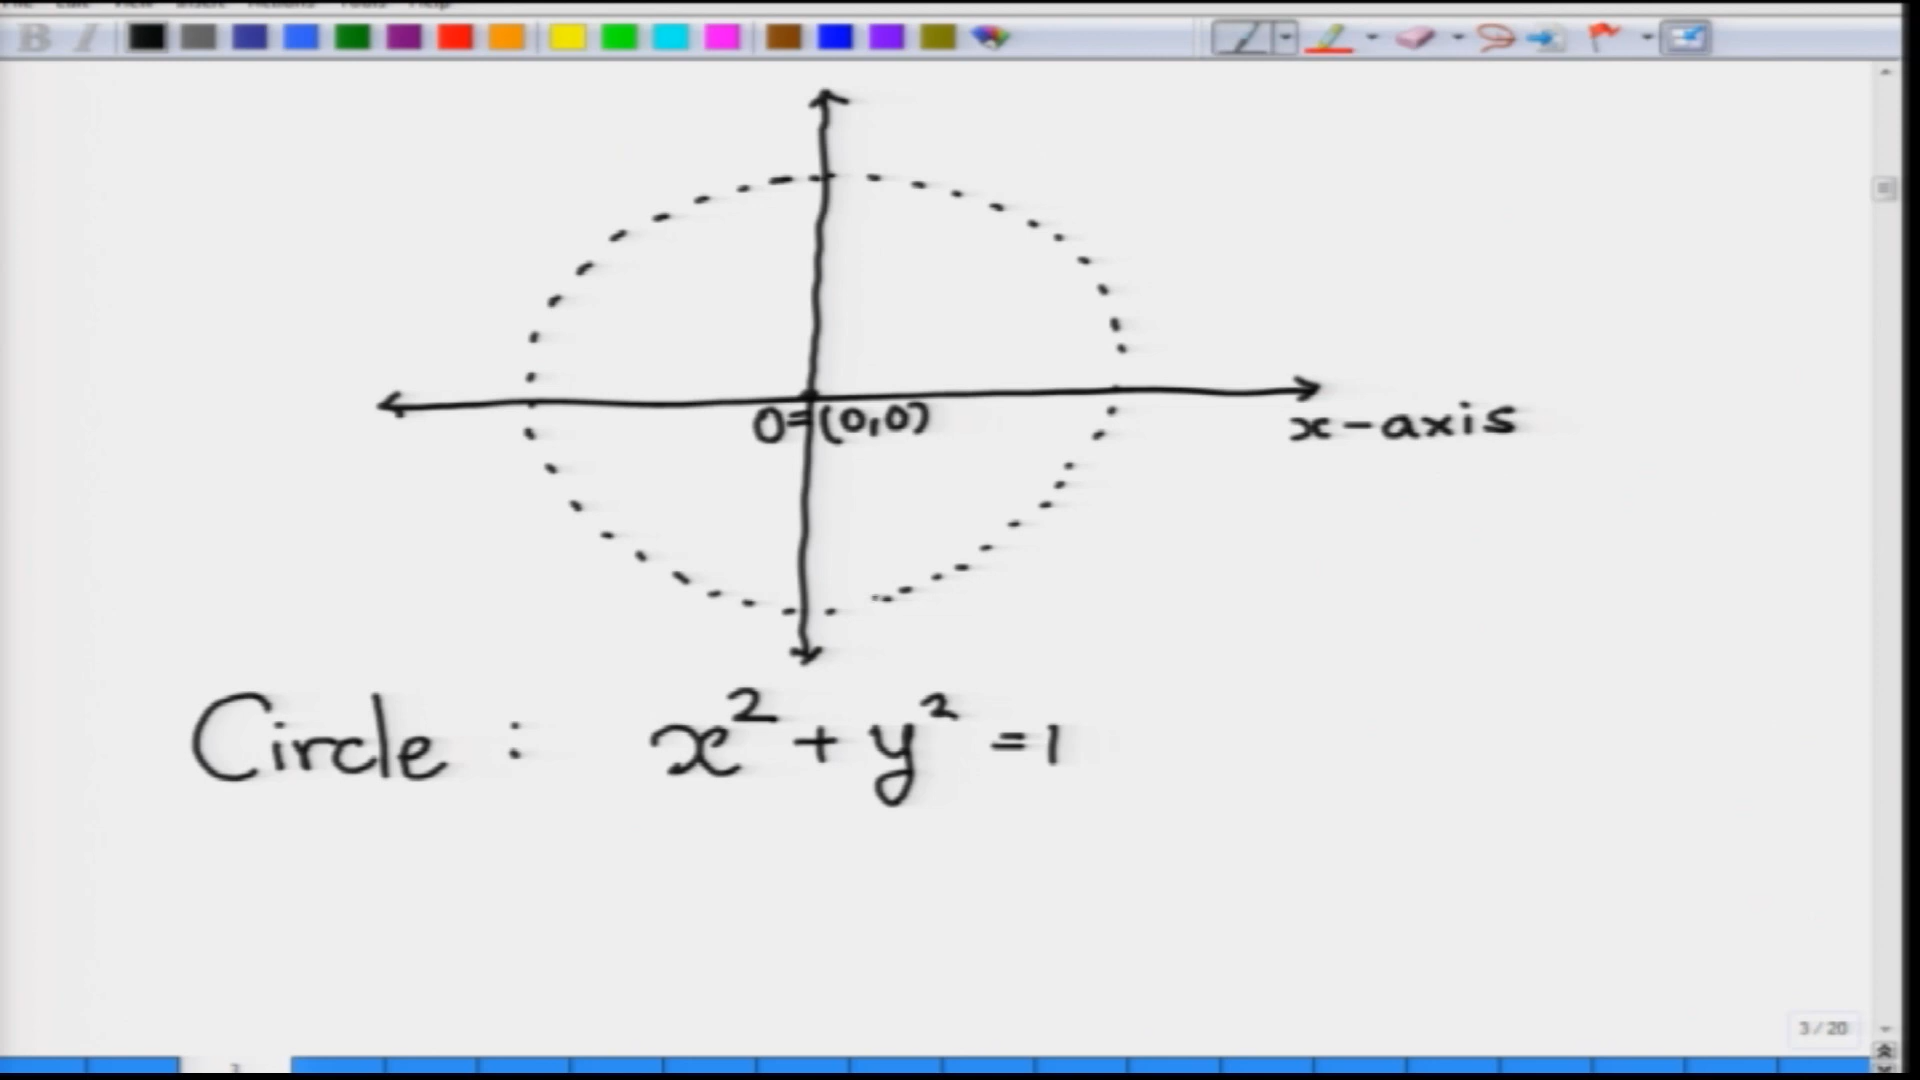 B I
O=(0,0)
x-axis
Circle : x² + y² = 1
3 / 20